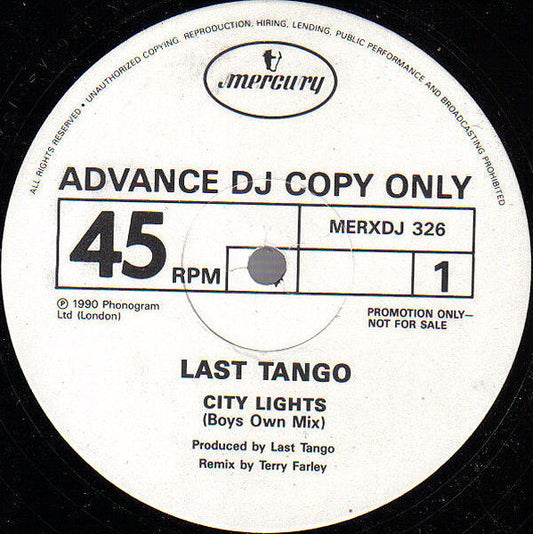 ALL RIGHTS RESERVED • UNAUTHORIZED COPYING, REPRODUCTION, HIRING, LENDING, PUBLIC PERFORMANCE AND BROADCASTING PROHIBITED
mercury
ADVANCE DJ COPY ONLY
45 RPM
MERXDJ 326
1
Ⓟ 1990 Phonogram
Ltd (London)
PROMOTION ONLY—
NOT FOR SALE
LAST TANGO
CITY LIGHTS
(Boys Own Mix)
Produced by Last Tango
Remix by Terry Farley